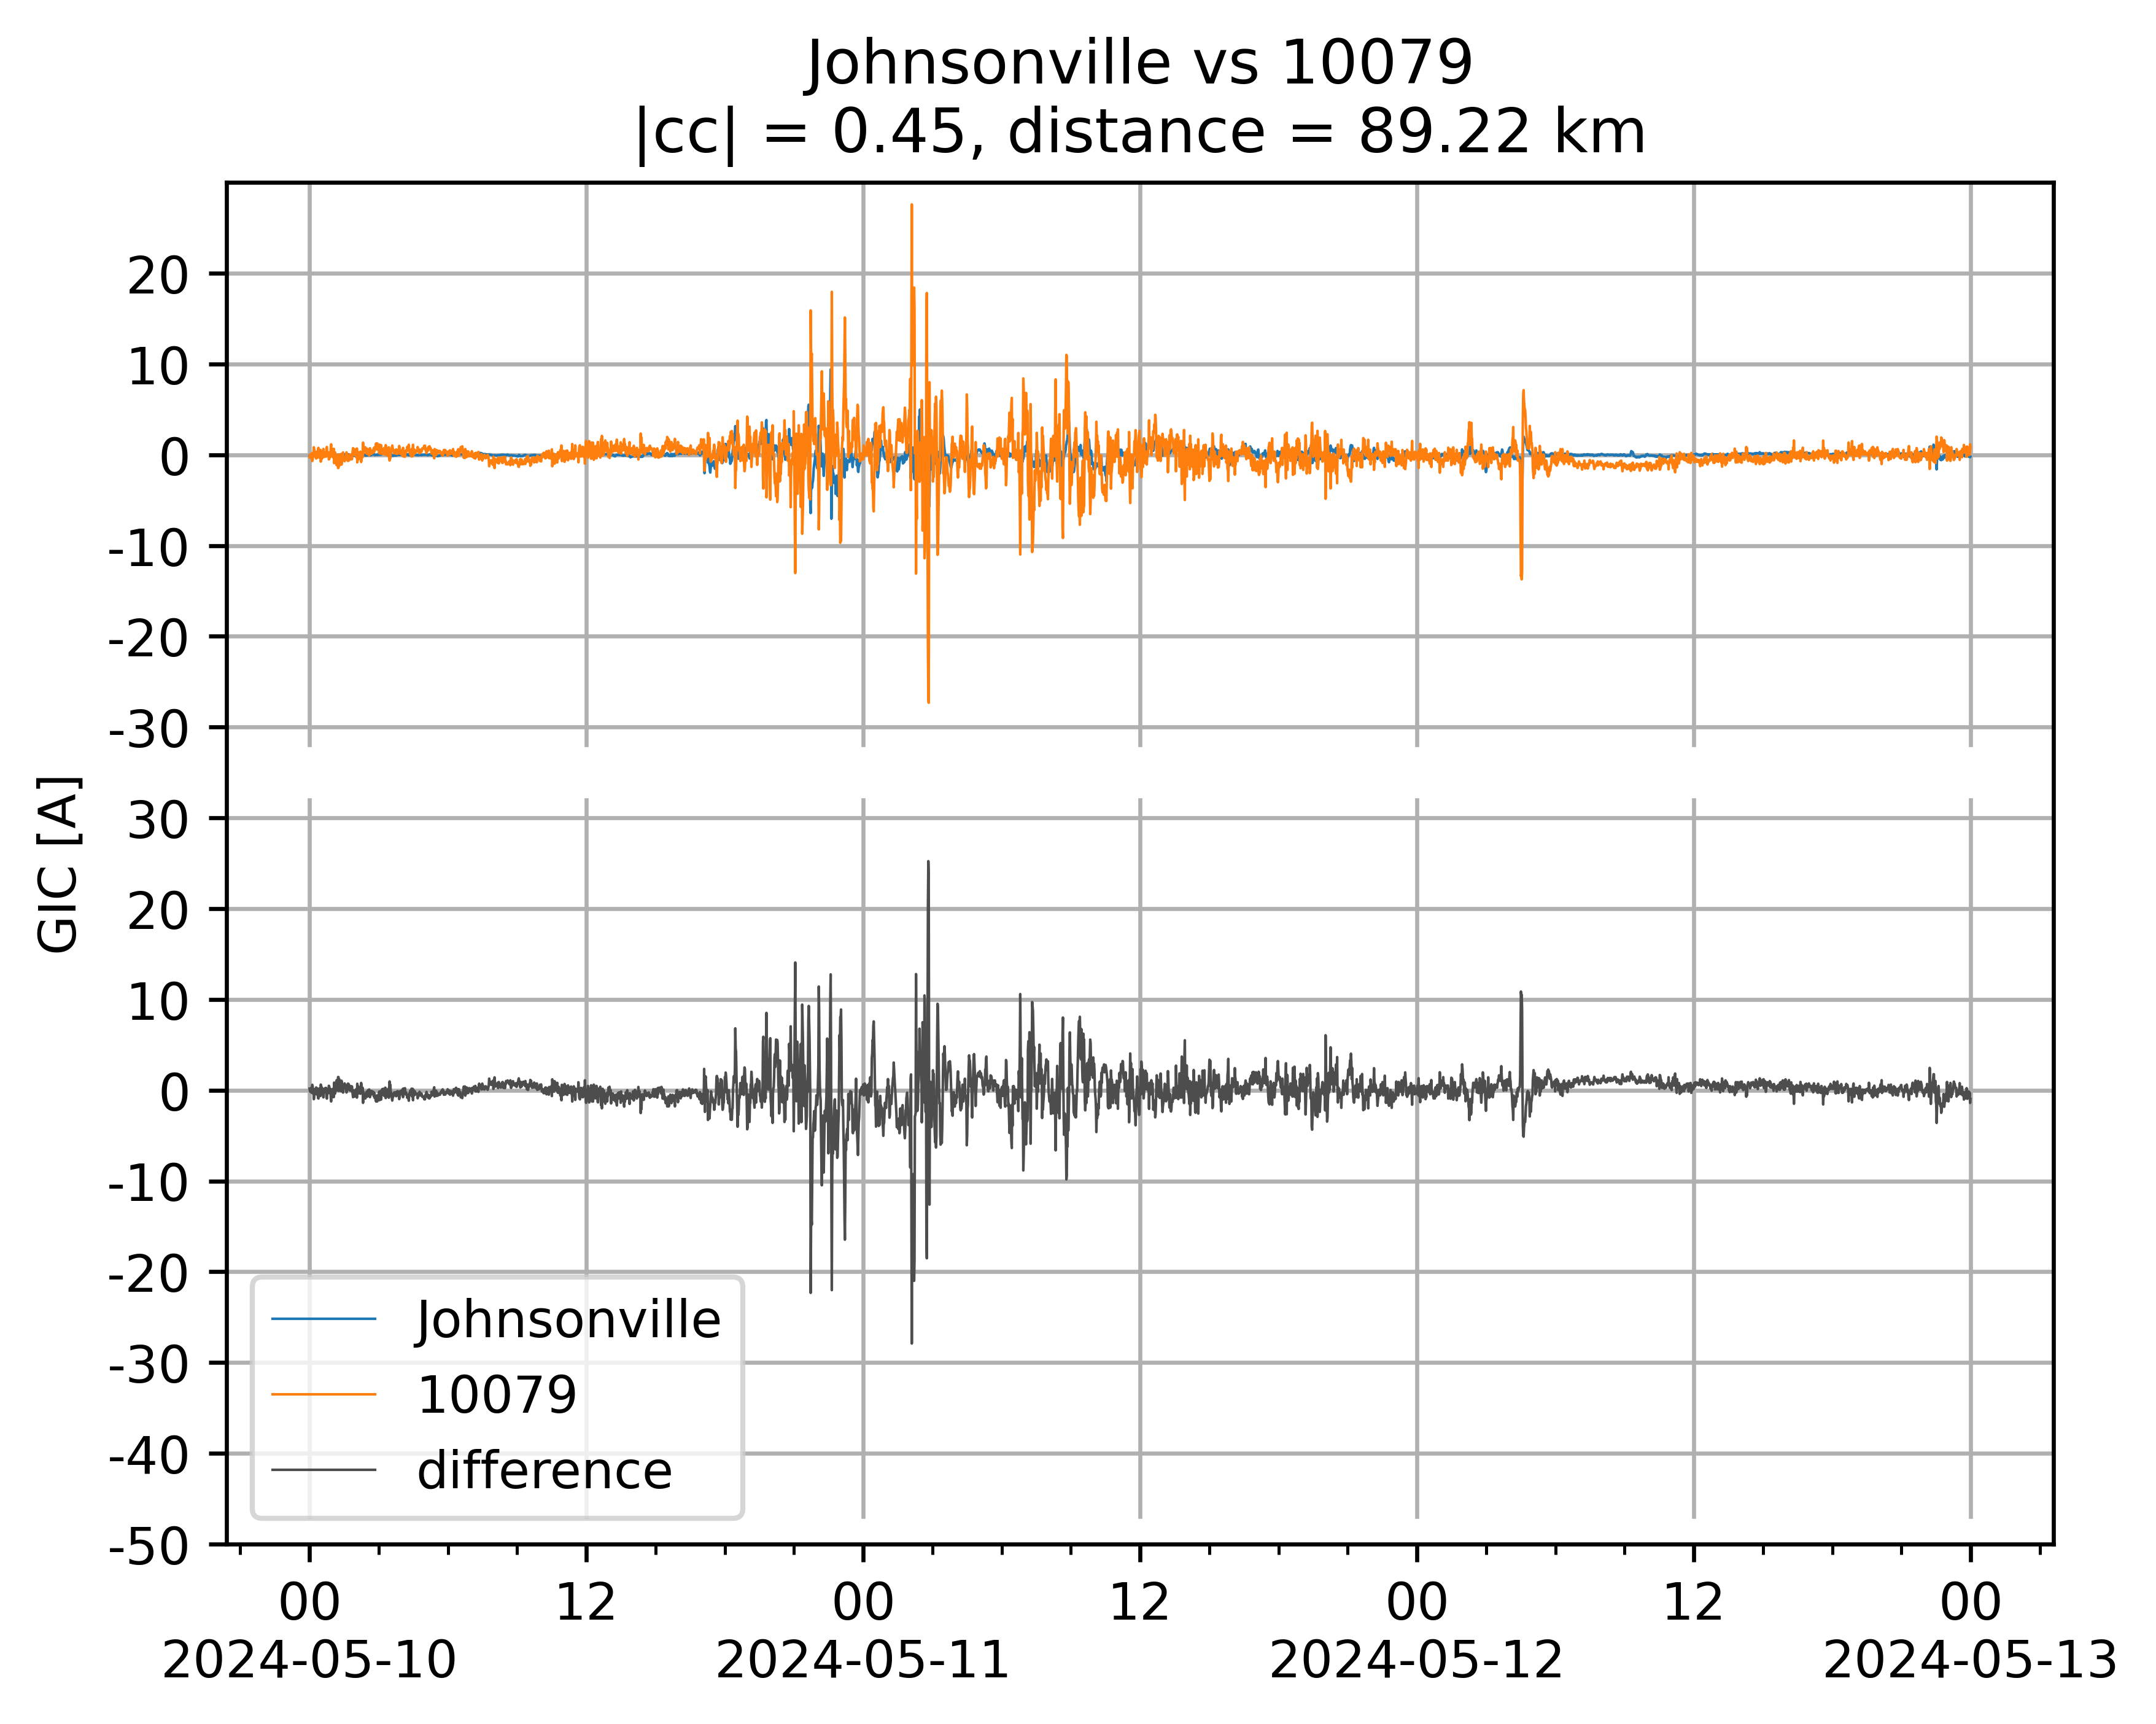 Johnsonville vs 10079
|cc| = 0.45, distance = 89.22 km
20
10
0
-10
-20
-30
30
20
10
0
-10
-20
-30
-40
-50
GIC [A]
Johnsonville
10079
difference
00 12 00 12 00 12 00
2024-05-10 2024-05-11 2024-05-12 2024-05-13